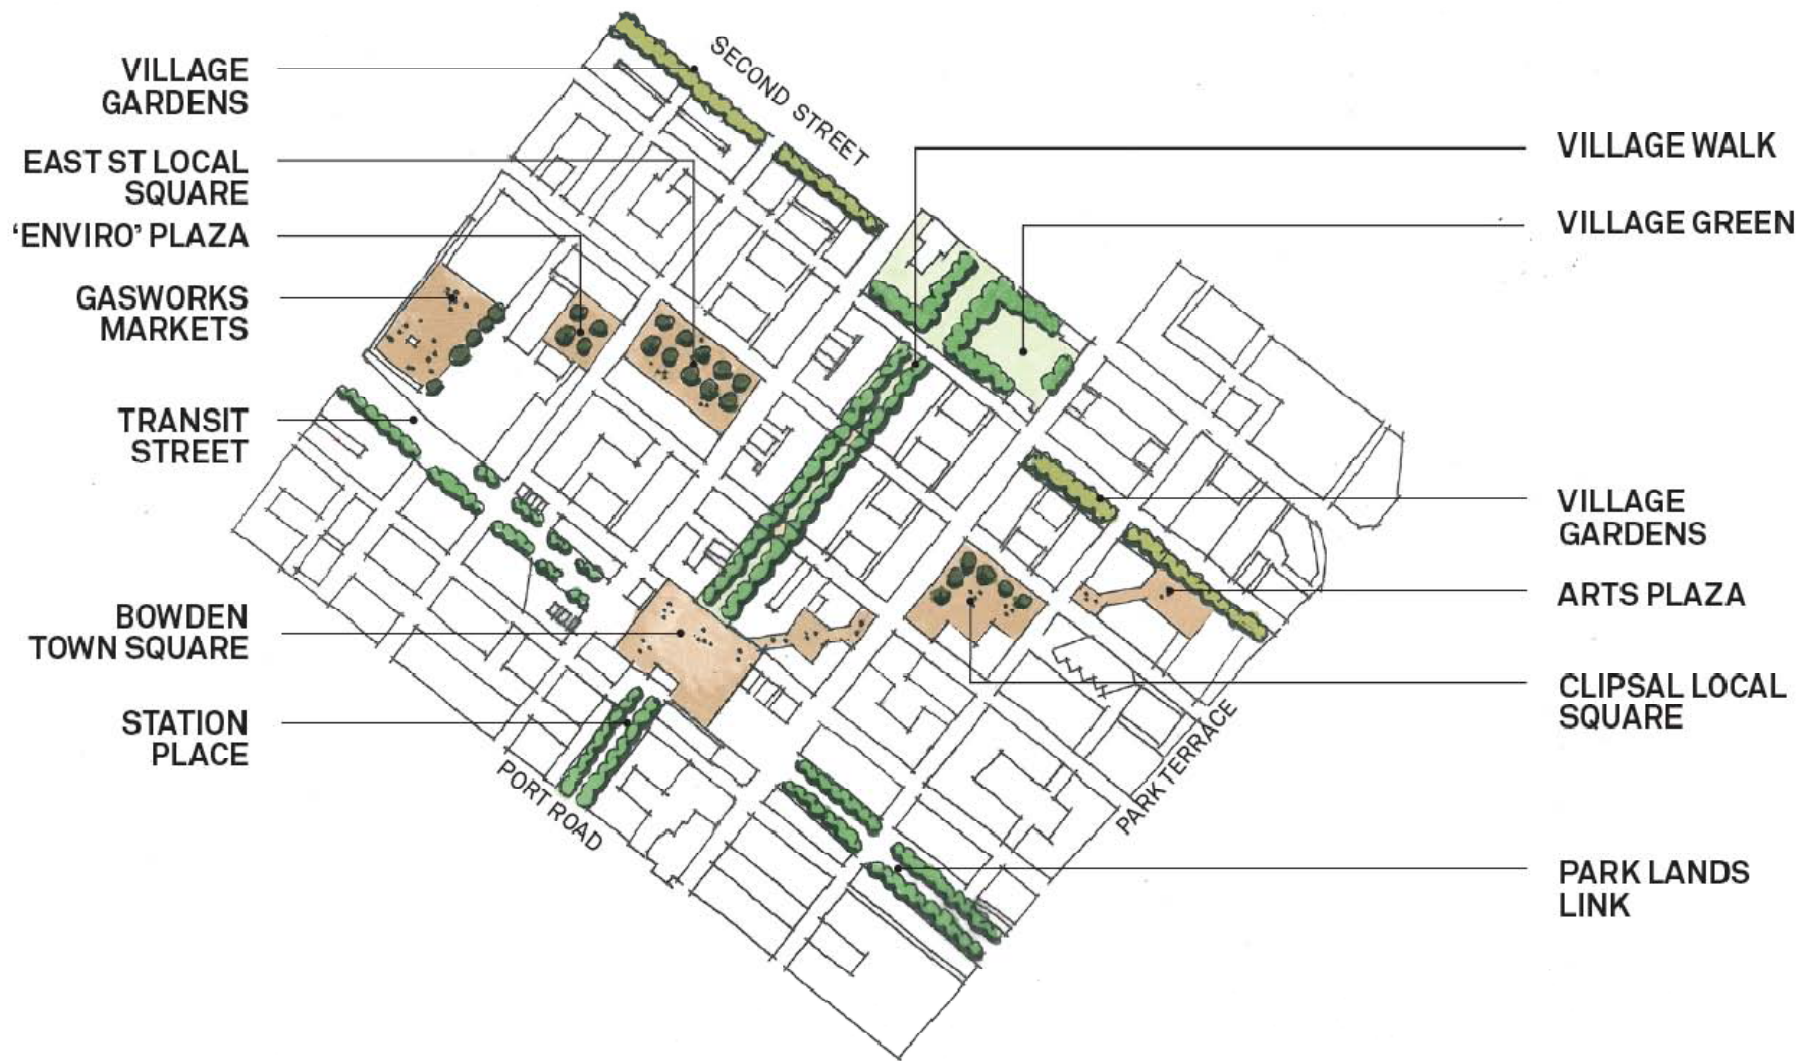 VILLAGE
GARDENS
EAST ST LOCAL
SQUARE
‘ENVIRO’ PLAZA
GASWORKS
MARKETS
TRANSIT
STREET
BOWDEN
TOWN SQUARE
STATION
PLACE
SECOND STREET
PORT ROAD
PARK TERRACE
VILLAGE WALK
VILLAGE GREEN
VILLAGE
GARDENS
ARTS PLAZA
CLIPSAL LOCAL
SQUARE
PARK LANDS
LINK